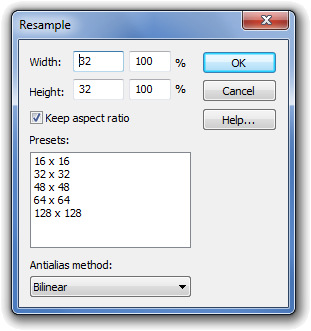 Resample
Width: 32 100 % OK
Height: 32 100 % Cancel
Keep aspect ratio Help...
Presets:
16 x 16
32 x 32
48 x 48
64 x 64
128 x 128
Antialias method:
Bilinear